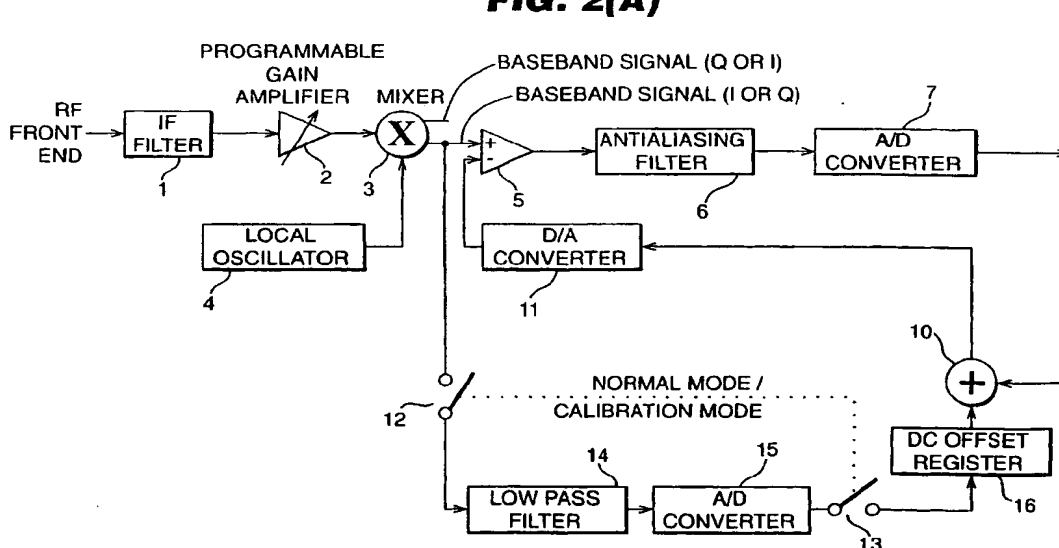 FIG. 2(A)
PROGRAMMABLE
GAIN
AMPLIFIER
MIXER
BASEBAND SIGNAL (Q OR I)
BASEBAND SIGNAL (I OR Q)
7
RF
FRONT
END
IF
FILTER
1
2
X
3
+
-
5
ANTIALIASING
FILTER
6
A/D
CONVERTER
LOCAL
OSCILLATOR
4
D/A
CONVERTER
11
10
+
12
NORMAL MODE /
CALIBRATION MODE
DC OFFSET
REGISTER
16
14
15
LOW PASS
FILTER
A/D
CONVERTER
13